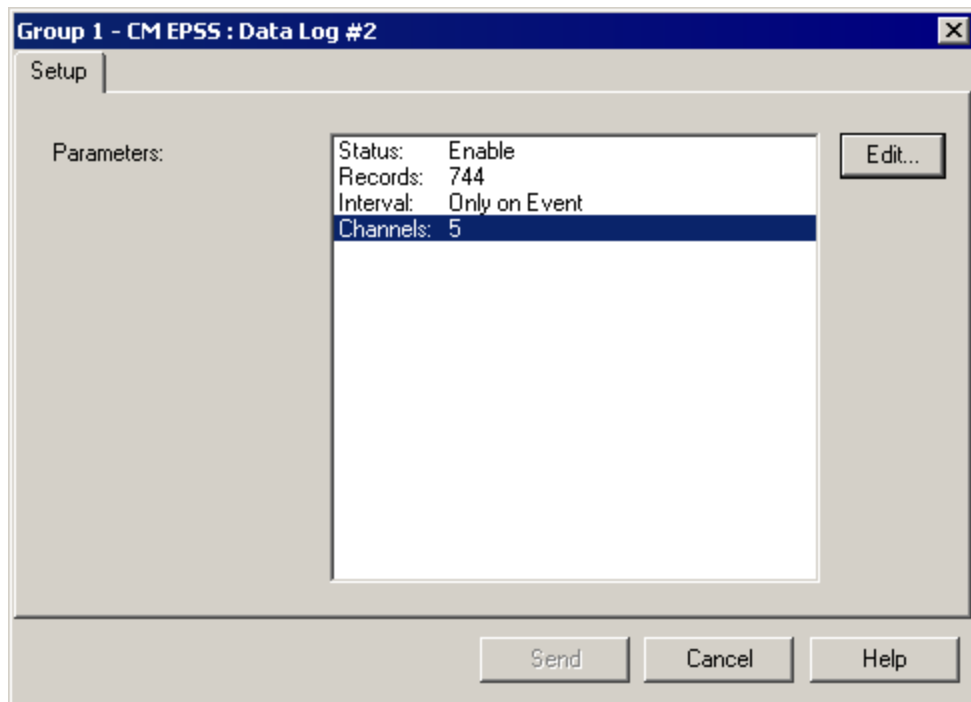 Group 1 - CM EPSS : Data Log #2
Setup
Parameters:
Status: Enable
Records: 744
Interval: Only on Event
Channels: 5
Edit...
Send
Cancel
Help